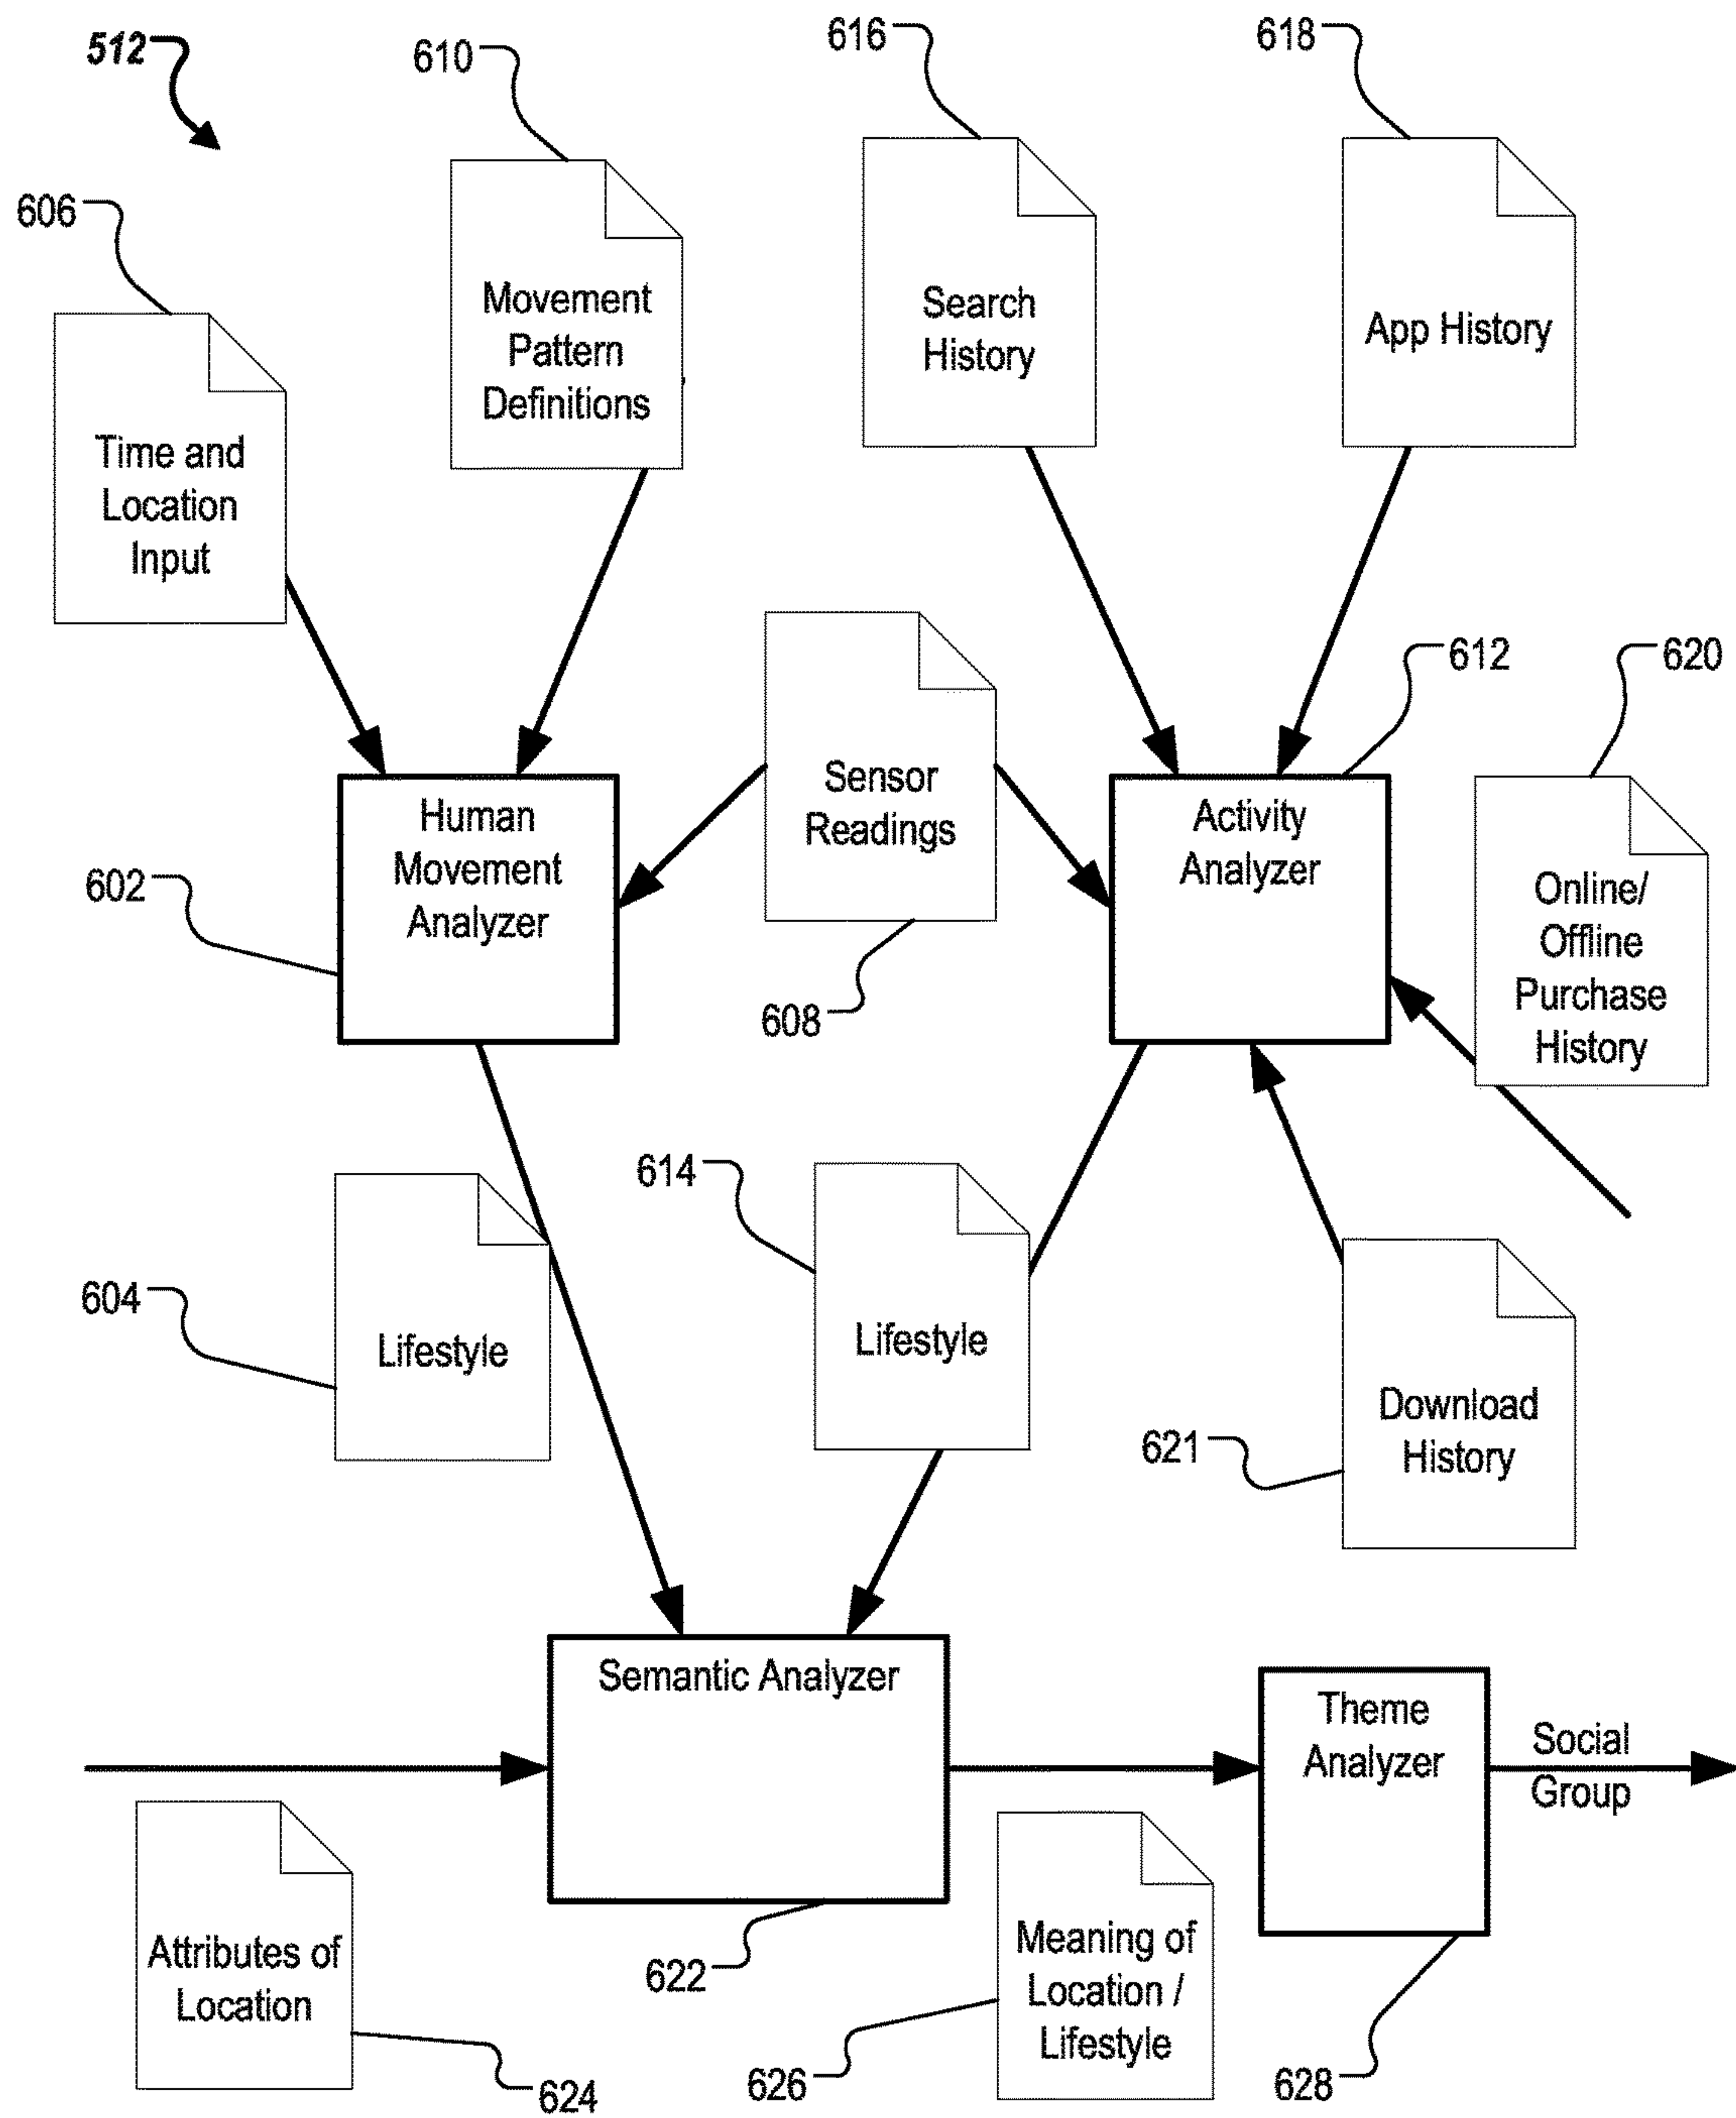 512
610
616
618
606
Movement
Pattern
Definitions
Search
History
App History
Time and
Location
Input
612
620
Human
Movement
Analyzer
Sensor
Readings
Activity
Analyzer
602
Online/
Offline
Purchase
History
608
614
604
Lifestyle
Lifestyle
Download
History
621
Semantic Analyzer
Theme
Analyzer
Social
Group
Attributes of
Location
622
Meaning of
Location /
Lifestyle
624
626
628